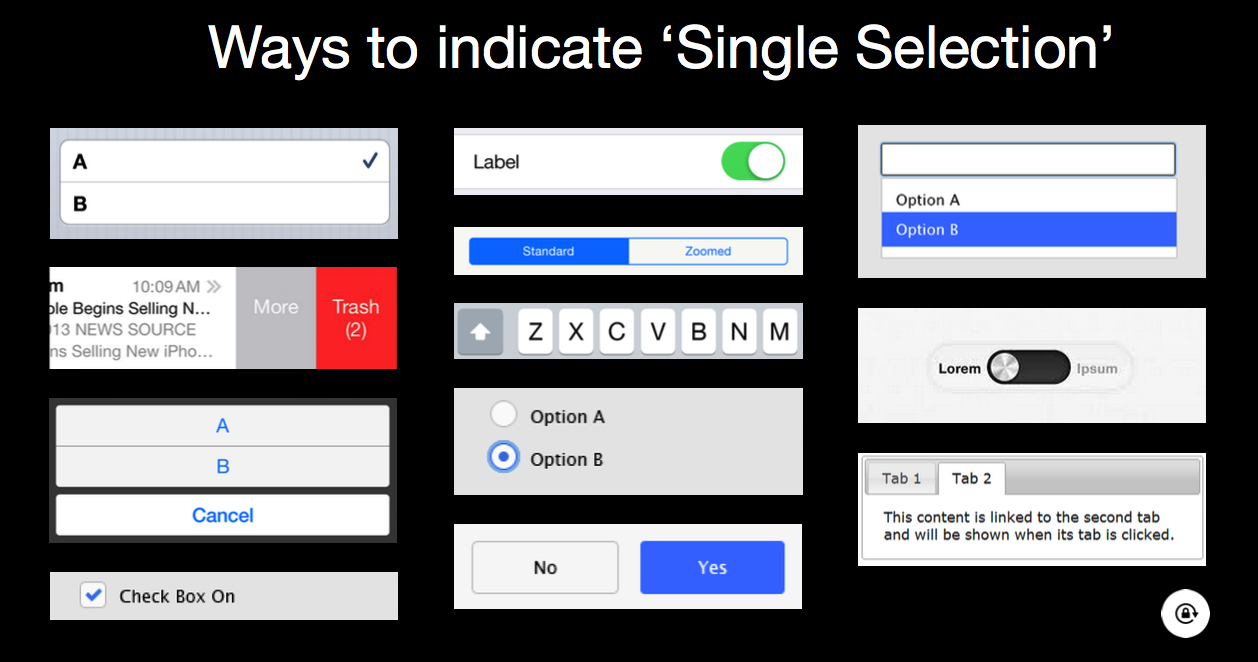 Ways to indicate ‘Single Selection’
A
B
m 10:09 AM
ple Begins Selling N...
013 NEWS SOURCE
ns Selling New iPho...
More
Trash
(2)
A
B
Cancel
Check Box On
Label
Standard Zoomed
Z X C V B N M
Option A
Option B
No Yes
Option A
Option B
Lorem Ipsum
Tab 1 Tab 2
This content is linked to the second tab
and will be shown when its tab is clicked.